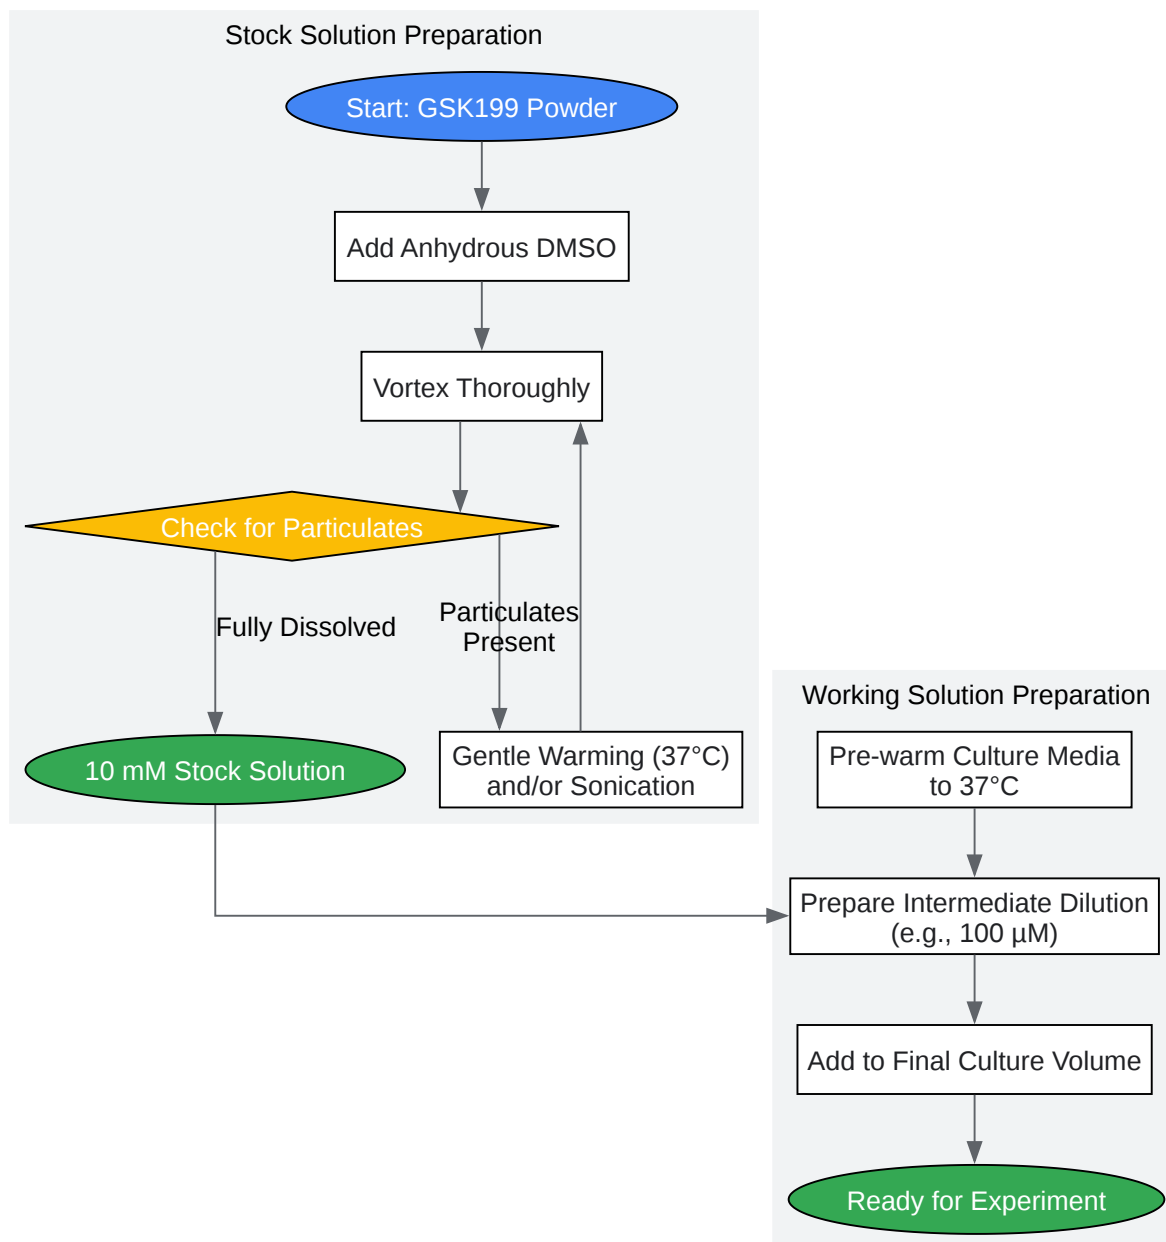 Stock Solution Preparation
Start: GSK199 Powder
Add Anhydrous DMSO
Vortex Thoroughly
Check for Particulates
Fully Dissolved
Particulates
Present
10 mM Stock Solution
Gentle Warming (37°C)
and/or Sonication
Working Solution Preparation
Pre-warm Culture Media
to 37°C
Prepare Intermediate Dilution
(e.g., 100 µM)
Add to Final Culture Volume
Ready for Experiment